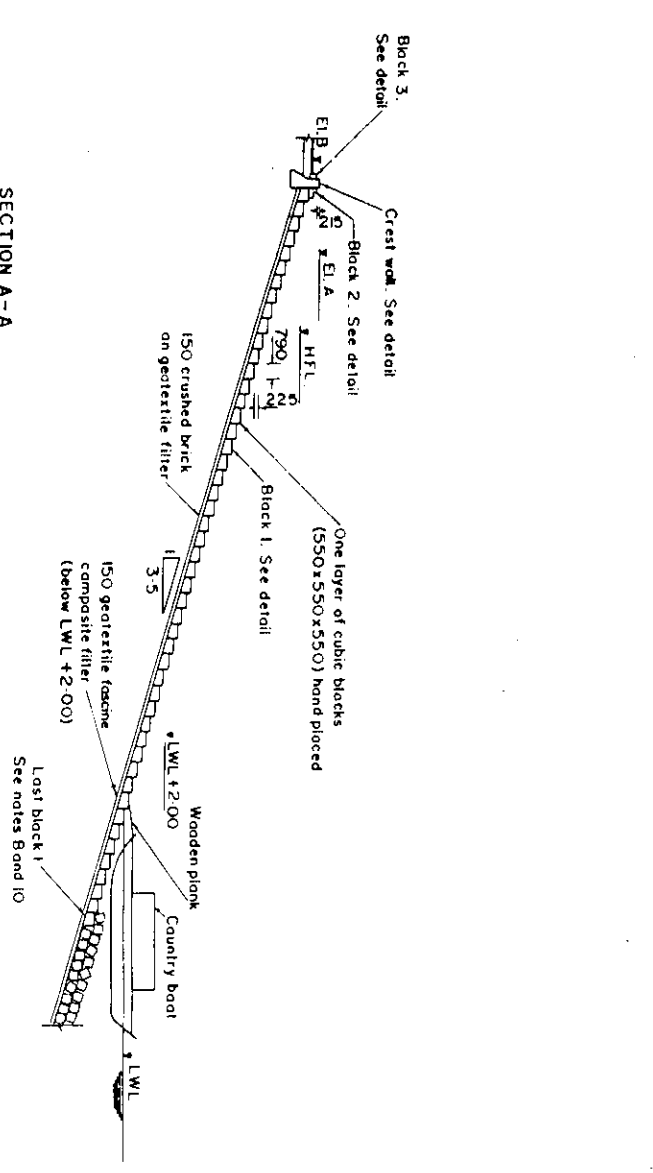 Block 3.
See detail
El. B
Crest wall. See detail
Block 2. See detail
El. A
HFL
790
225
One layer of cubic blocks
(550x550x550) hand placed
Block 1. See detail
150 crushed brick
on geotextile filter
1
3·5
150 geotextile fascine
composite filter
(below LWL +2·00)
LWL +2·00
Wooden plank
Country boat
LWL
Last block 1
See notes 8 and 10
SECTION A-A